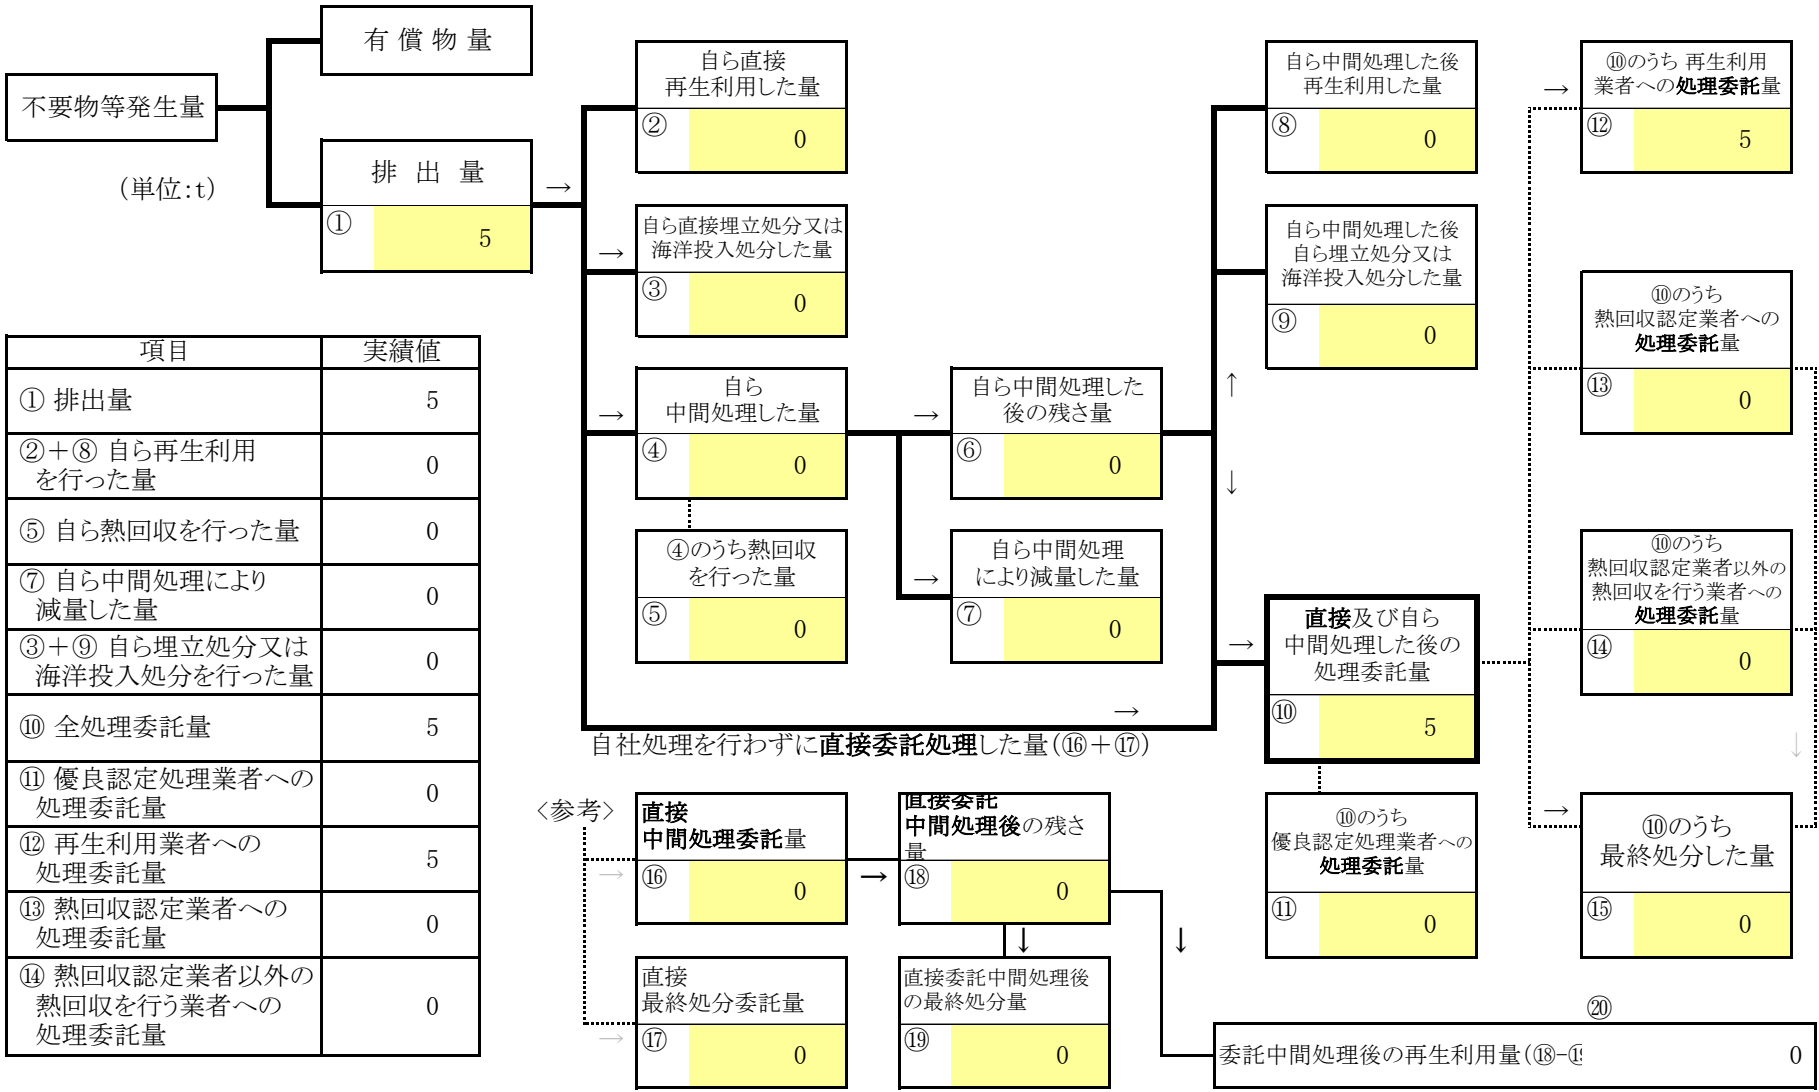 有 償 物 量
不要物等発生量
（単位:t）
排　出　量
→
①
5
自ら直接
再生利用した量
②
0
→
自ら直接埋立処分又は
海洋投入処分した量
③
0
→
自ら
中間処理した量
④
0
④のうち熱回収
を行った量
⑤
0
→
自ら中間処理した
後の残さ量
⑥
0
→
自ら中間処理
により減量した量
⑦
0
自ら中間処理した後
再生利用した量
⑧
0
自ら中間処理した後
自ら埋立処分又は
海洋投入処分した量
⑨
0
↑
↓
→
直接及び自ら
中間処理した後の
処理委託量
⑩
5
→
自社処理を行わずに直接委託処理した量（⑯＋⑰）
⑩のうち
優良認定処理業者への
処理委託量
⑪
0
→
⑩のうち 再生利用
業者への処理委託量
⑫
5
⑩のうち
熱回収認定業者への
処理委託量
⑬
0
⑩のうち
熱回収認定業者以外の
熱回収を行う業者への
処理委託量
⑭
0
↓
→
⑩のうち
最終処分した量
⑮
0
項目 実績値
① 排出量 5
②＋⑧ 自ら再生利用
を行った量 0
⑤ 自ら熱回収を行った量 0
⑦ 自ら中間処理により
減量した量 0
③＋⑨ 自ら埋立処分又は
海洋投入処分を行った量 0
⑩ 全処理委託量 5
⑪ 優良認定処理業者への
処理委託量 0
⑫ 再生利用業者への
処理委託量 5
⑬ 熱回収認定業者への
処理委託量 0
⑭ 熱回収認定業者以外の
熱回収を行う業者への
処理委託量 0
〈参考〉
→
直接
中間処理委託量
⑯
0
→
直接委託
中間処理後の残さ
量
⑱
0
↓
↓
→
直接
最終処分委託量
⑰
0
直接委託中間処理後
の最終処分量
⑲
0
⑳
委託中間処理後の再生利用量（⑱-
0